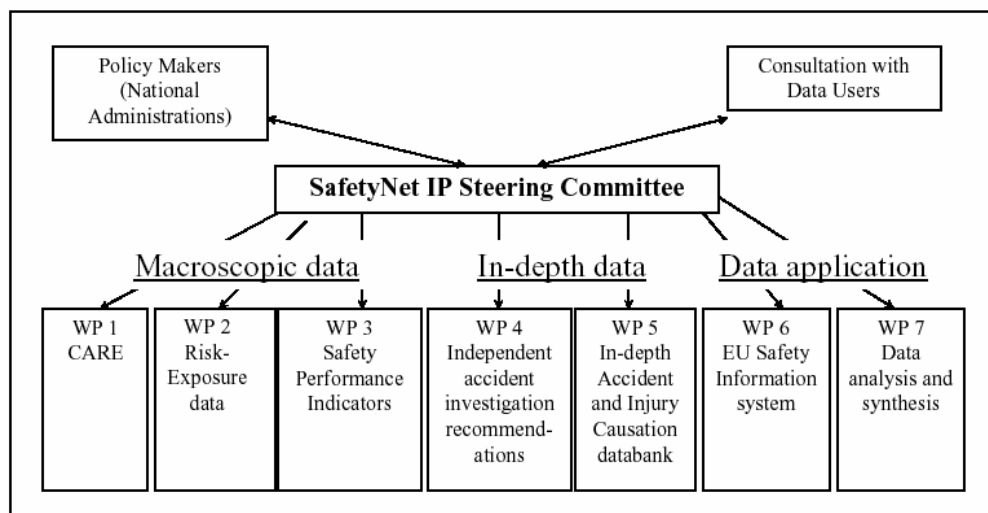 Policy Makers
(National
Administrations)
Consultation with
Data Users
SafetyNet IP Steering Committee
Macroscopic data
In-depth data
Data application
WP 1
CARE
WP 2
Risk-
Exposure
data
WP 3
Safety
Performance
Indicators
WP 4
Independent
accident
investigation
recommend-
ations
WP 5
In-depth
Accident
and Injury
Causation
databank
WP 6
EU Safety
Information
system
WP 7
Data
analysis and
synthesis